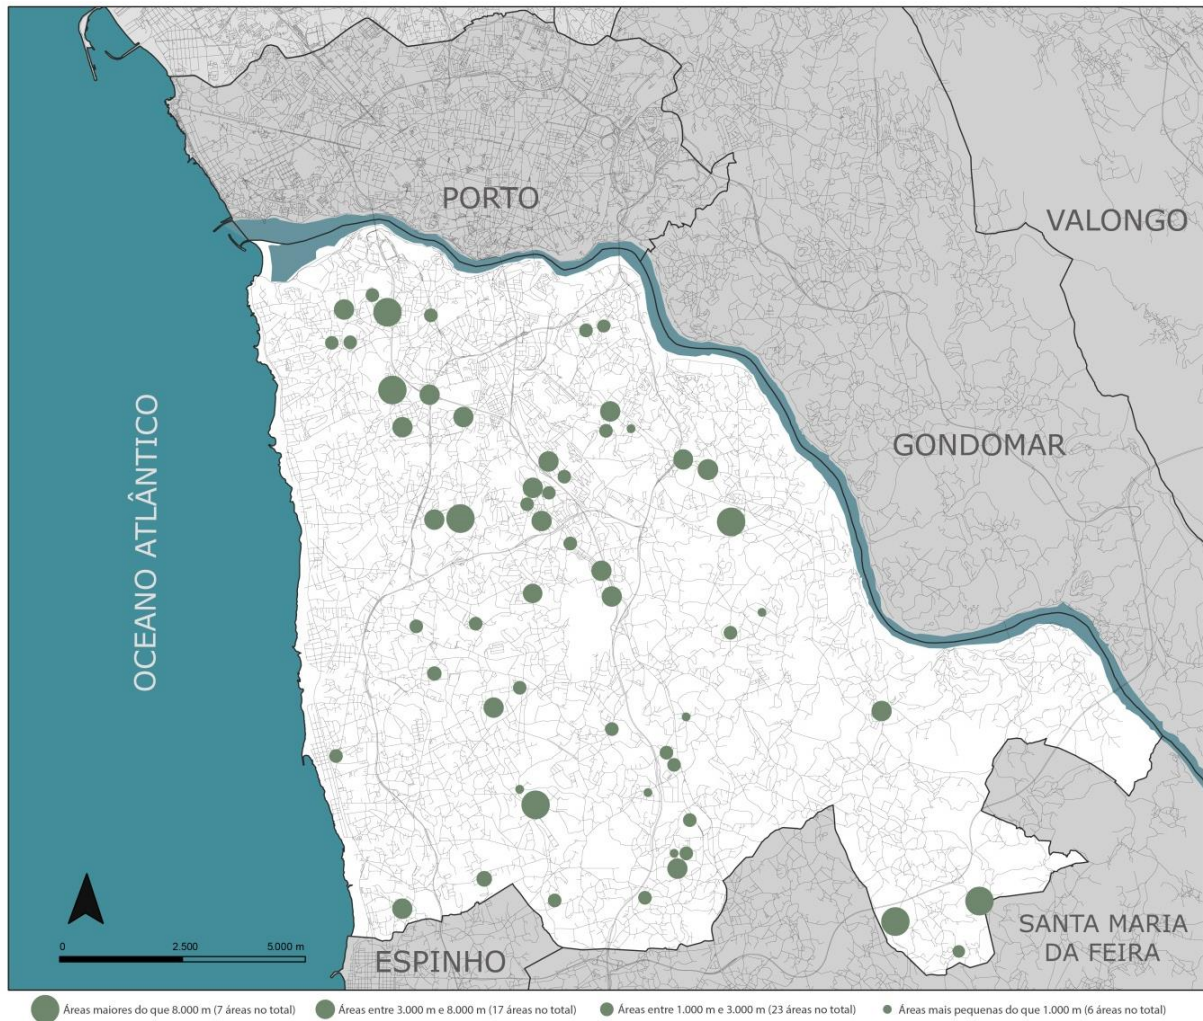 PORTO
VALONGO
GONDOMAR
OCEANO ATLÂNTICO
SANTA MARIA
DA FEIRA
ESPINHO
0 2.500 5.000 m
Áreas maiores do que 8.000 m (7 áreas no total) Áreas entre 3.000 m e 8.000 m (17 áreas no total) Áreas entre 1.000 m e 3.000 m (23 áreas no total) Áreas mais pequenas do que 1.000 m (6 áreas no total)